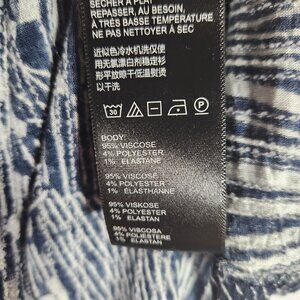 SÉCHER À PLAT
REPASSER, AU BESOIN,
À TRÈS BASSE TEMPÉRATURE
NE PAS NETTOYER À SEC
近似色冷水机洗仅使
用无氯漂白剂稳定衫
形平放晾干低温熨烫
以干洗
30
P
BODY:
95% VISCOSE
4% POLYESTER
1% ELASTANE
95% VISCOSE
4% POLYESTER
1% ELASTHANNE
95% VISKOSE
4% POLYESTER
1% ELASTAN
95% VISCOSA
4% POLIESTERE
1% ELASTAN